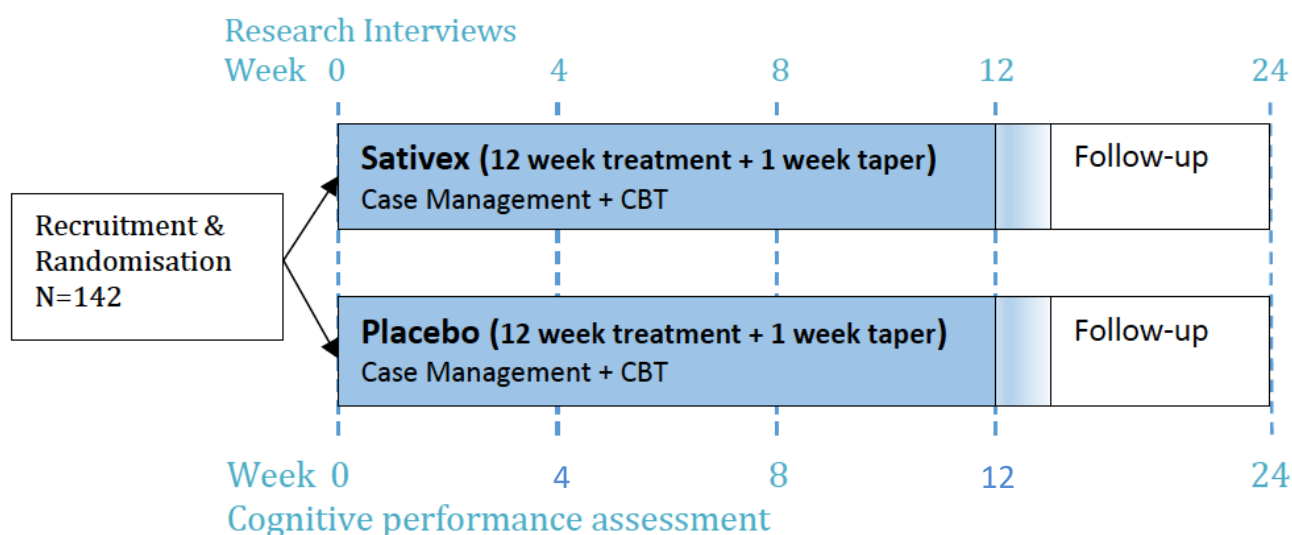 Research Interviews
Week 0 4 8 12 24
Sativex (12 week treatment + 1 week taper)
Case Management + CBT
Follow-up
Recruitment &
Randomisation
N=142
Placebo (12 week treatment + 1 week taper)
Case Management + CBT
Follow-up
Week 0 4 8 12 24
Cognitive performance assessment